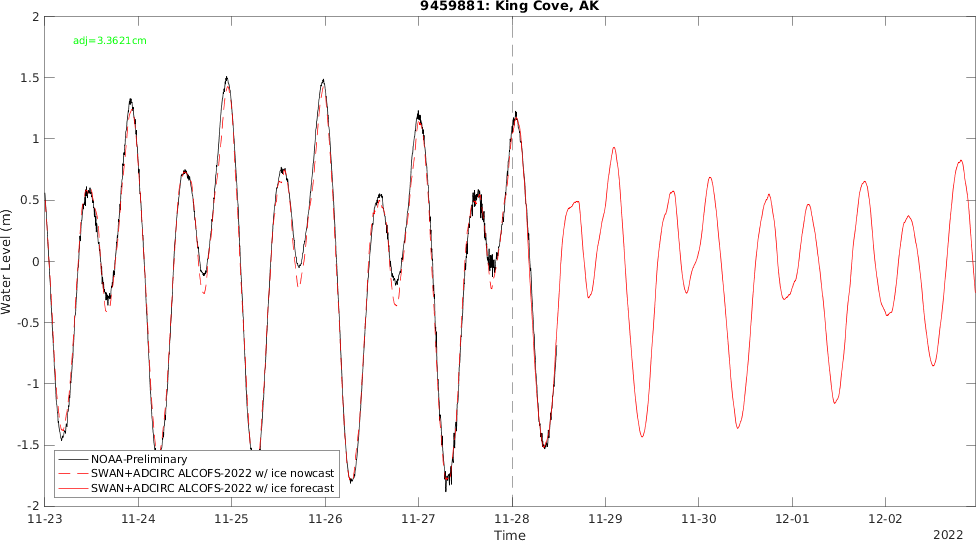 9459881: King Cove, AK
adj=3.3621cm
2
1.5
1
0.5
0
-0.5
-1
-1.5
-2
Water Level (m)
NOAA-Preliminary
SWAN+ADCIRC ALCOFS-2022 w/ ice nowcast
SWAN+ADCIRC ALCOFS-2022 w/ ice forecast
11-23 11-24 11-25 11-26 11-27 11-28 11-29 11-30 12-01 12-02
Time
2022